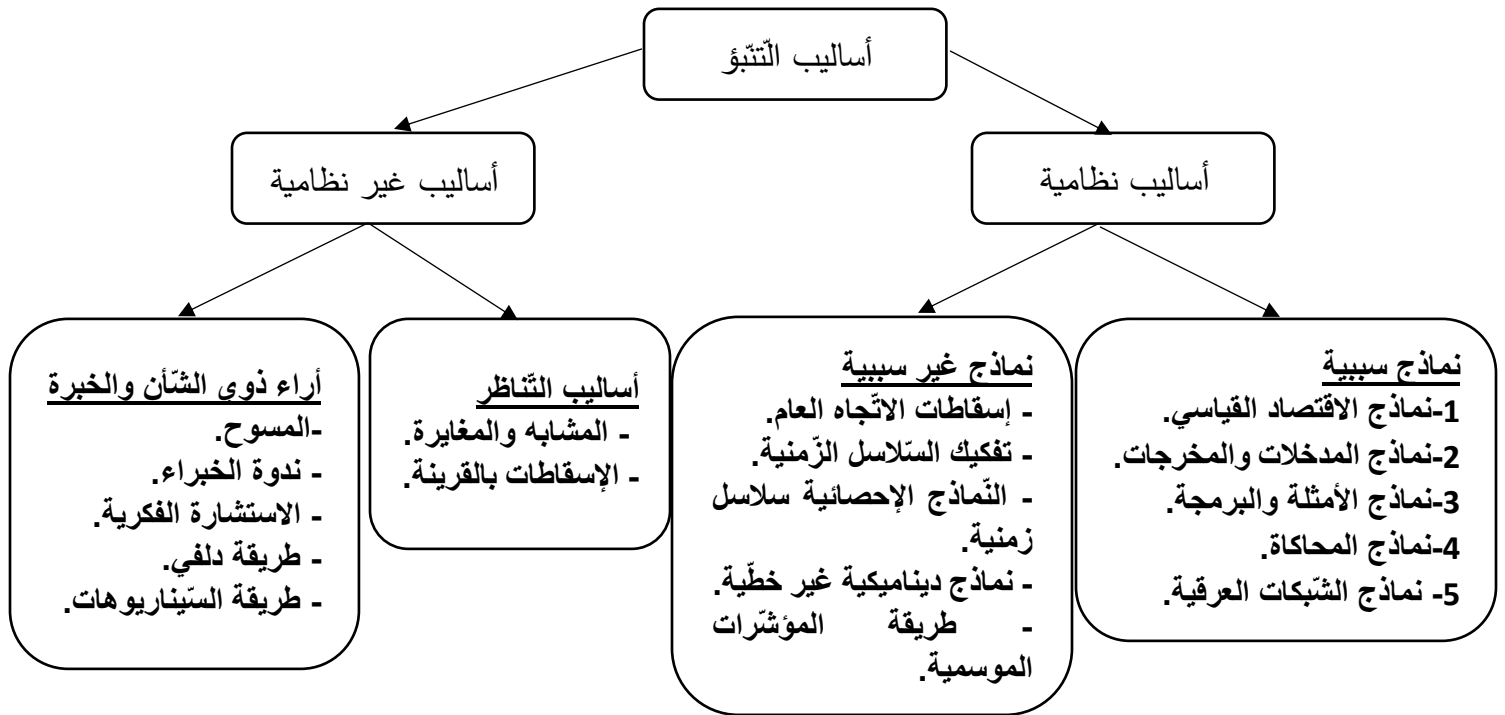 أساليب التّنبّؤ
أساليب نظامية
أساليب غير نظامية
نماذج سببية
1-نماذج الاقتصاد القياسي.
2-نماذج المدخلات والمخرجات.
3-نماذج الأمثلة والبرمجة.
4-نماذج المحاكاة.
5- نماذج الشّبكات العرقية.
نماذج غير سببية
- إسقاطات الاتّجاه العام.
- تفكيك السّلاسل الزّمنية.
- النّماذج الإحصائية سلاسل
زمنية.
- نماذج ديناميكية غير خطّية.
- طريقة المؤشّرات
الموسمية.
أساليب التّناظر
- المشابه والمغايرة.
- الإسقاطات بالقرينة.
أراء ذوي الشّأن والخبرة
-المسوح.
- ندوة الخبراء.
- الاستشارة الفكرية.
- طريقة دلفي.
- طريقة السّيناريوهات.